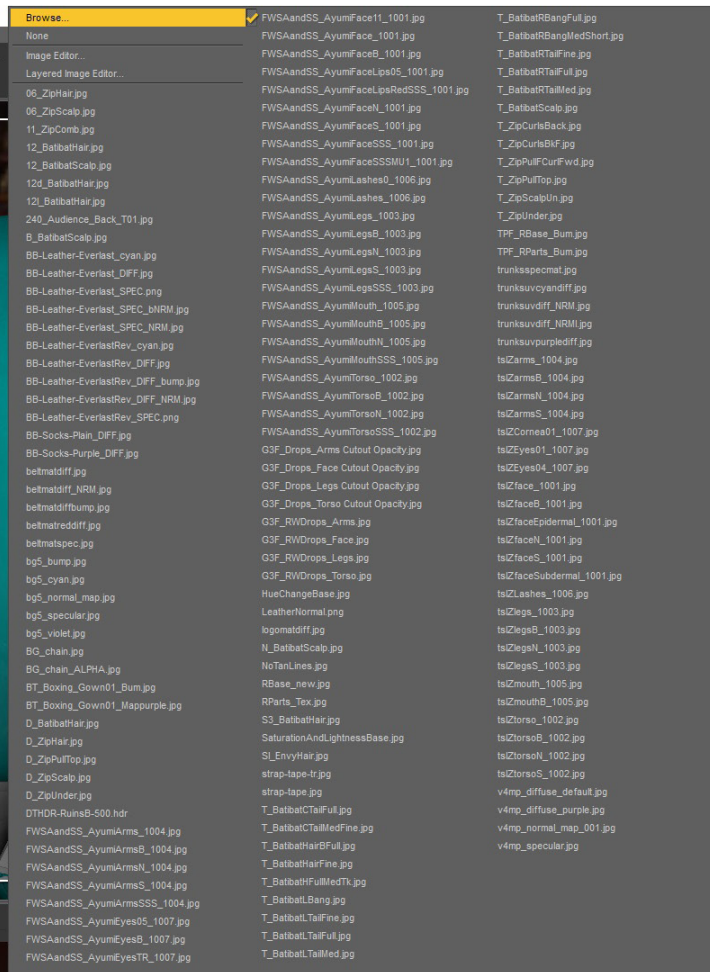 Browse...
None
Image Editor...
Layered Image Editor...
06_ZipHair.jpg
06_ZipScalp.jpg
11_ZipComb.jpg
12_BatibatHair.jpg
12_BatibatScalp.jpg
12d_BatibatHair.jpg
12l_BatibatHair.jpg
240_Audience_Back_T01.jpg
B_BatibatScalp.jpg
BB-Leather-Everlast_cyan.jpg
BB-Leather-Everlast_DIFF.jpg
BB-Leather-Everlast_SPEC.png
BB-Leather-Everlast_SPEC_bNRM.jpg
BB-Leather-Everlast_SPEC_NRM.jpg
BB-Leather-EverlastRev_cyan.jpg
BB-Leather-EverlastRev_DIFF.jpg
BB-Leather-EverlastRev_DIFF_bump.jpg
BB-Leather-EverlastRev_DIFF_NRM.jpg
BB-Leather-EverlastRev_SPEC.png
BB-Socks-Plain_DIFF.jpg
BB-Socks-Purple_DIFF.jpg
beltmatdiff.jpg
beltmatdiff_NRM.jpg
beltmatdiffbump.jpg
beltmatreddiff.jpg
beltmatspec.jpg
bg5_bump.jpg
bg5_cyan.jpg
bg5_normal_map.jpg
bg5_specular.jpg
bg5_violet.jpg
BG_chain.jpg
BG_chain_ALPHA.jpg
BT_Boxing_Gown01_Bum.jpg
BT_Boxing_Gown01_Mappurple.jpg
D_BatibatHair.jpg
D_ZipHair.jpg
D_ZipPullTop.jpg
D_ZipScalp.jpg
D_ZipUnder.jpg
DTHDR-RuinsB-500.hdr
FWSAandSS_AyumiArms_1004.jpg
FWSAandSS_AyumiArmsB_1004.jpg
FWSAandSS_AyumiArmsN_1004.jpg
FWSAandSS_AyumiArmsS_1004.jpg
FWSAandSS_AyumiArmsSSS_1004.jpg
FWSAandSS_AyumiEyes05_1007.jpg
FWSAandSS_AyumiEyesB_1007.jpg
FWSAandSS_AyumiEyesTR_1007.jpg
FWSAandSS_AyumiFace11_1001.jpg
FWSAandSS_AyumiFace_1001.jpg
FWSAandSS_AyumiFaceB_1001.jpg
FWSAandSS_AyumiFaceLips05_1001.jpg
FWSAandSS_AyumiFaceLipsRedSSS_1001.jpg
FWSAandSS_AyumiFaceN_1001.jpg
FWSAandSS_AyumiFaceS_1001.jpg
FWSAandSS_AyumiFaceSSS_1001.jpg
FWSAandSS_AyumiFaceSSSMU1_1001.jpg
FWSAandSS_AyumiLashes0_1006.jpg
FWSAandSS_AyumiLashes_1006.jpg
FWSAandSS_AyumiLegs_1003.jpg
FWSAandSS_AyumiLegsB_1003.jpg
FWSAandSS_AyumiLegsN_1003.jpg
FWSAandSS_AyumiLegsS_1003.jpg
FWSAandSS_AyumiLegsSSS_1003.jpg
FWSAandSS_AyumiMouth_1005.jpg
FWSAandSS_AyumiMouthB_1005.jpg
FWSAandSS_AyumiMouthN_1005.jpg
FWSAandSS_AyumiMouthSSS_1005.jpg
FWSAandSS_AyumiTorso_1002.jpg
FWSAandSS_AyumiTorsoB_1002.jpg
FWSAandSS_AyumiTorsoN_1002.jpg
FWSAandSS_AyumiTorsoSSS_1002.jpg
G3F_Drops_Arms Cutout Opacity.jpg
G3F_Drops_Face Cutout Opacity.jpg
G3F_Drops_Legs Cutout Opacity.jpg
G3F_Drops_Torso Cutout Opacity.jpg
G3F_RWDrops_Arms.jpg
G3F_RWDrops_Face.jpg
G3F_RWDrops_Legs.jpg
G3F_RWDrops_Torso.jpg
HueChangeBase.jpg
LeatherNormal.png
logomatdiff.jpg
N_BatibatScalp.jpg
NoTanLines.jpg
RBase_new.jpg
RParts_Tex.jpg
S3_BatibatHair.jpg
SaturationAndLightnessBase.jpg
SI_EnvyHair.jpg
strap-tape-tr.jpg
strap-tape.jpg
T_BatibatCTailFull.jpg
T_BatibatCTailMedFine.jpg
T_BatibatHairBFull.jpg
T_BatibatHairFine.jpg
T_BatibatHFullMedTk.jpg
T_BatibatLBang.jpg
T_BatibatLTailFine.jpg
T_BatibatLTailFull.jpg
T_BatibatLTailMed.jpg
T_BatibatRBangFull.jpg
T_BatibatRBangMedShort.jpg
T_BatibatRTailFine.jpg
T_BatibatRTailFull.jpg
T_BatibatRTailMed.jpg
T_BatibatScalp.jpg
T_ZipCurlsBack.jpg
T_ZipCurlsBkF.jpg
T_ZipPullFCurlFwd.jpg
T_ZipPullTop.jpg
T_ZipScalpUn.jpg
T_ZipUnder.jpg
TPF_RBase_Bum.jpg
TPF_RParts_Bum.jpg
trunksspecmat.jpg
trunksuvcyandiff.jpg
trunksuvdiff_NRM.jpg
trunksuvdiff_NRMl.jpg
trunksuvpurplediff.jpg
tslZarms_1004.jpg
tslZarmsB_1004.jpg
tslZarmsN_1004.jpg
tslZarmsS_1004.jpg
tslZCornea01_1007.jpg
tslZEyes01_1007.jpg
tslZEyes04_1007.jpg
tslZface_1001.jpg
tslZfaceB_1001.jpg
tslZfaceEpidermal_1001.jpg
tslZfaceN_1001.jpg
tslZfaceS_1001.jpg
tslZfaceSubdermal_1001.jpg
tslZLashes_1006.jpg
tslZlegs_1003.jpg
tslZlegsB_1003.jpg
tslZlegsN_1003.jpg
tslZlegsS_1003.jpg
tslZmouth_1005.jpg
tslZmouthB_1005.jpg
tslZtorso_1002.jpg
tslZtorsoB_1002.jpg
tslZtorsoN_1002.jpg
tslZtorsoS_1002.jpg
v4mp_diffuse_default.jpg
v4mp_diffuse_purple.jpg
v4mp_normal_map_001.jpg
v4mp_specular.jpg